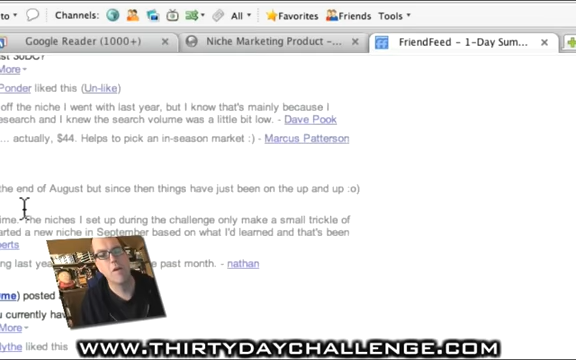 to
Channels:
All
Favorites
Friends
Tools
Google Reader (1000+)
Niche Marketing Product –...
FriendFeed – 1-Day Sum...
More
Ponder liked this (Un-like)
off the niche I went with last year, but I know that's mainly because I
esearch and I knew the search volume was a little bit low. - Dave Pook
... actually, $44. Helps to pick an in-season market :) - Marcus Patterson
the end of August but since then things have just been on the up and up :o)
ime. The niches I set up during the challenge only make a small trickle of
arted a new niche in September based on what I'd learned and that's been
perts
ing last yea
e past month. - nathan
me) posted
u currently hav
More
lythe liked this
WWW.THIRTYDAYCHALLENGE.COM